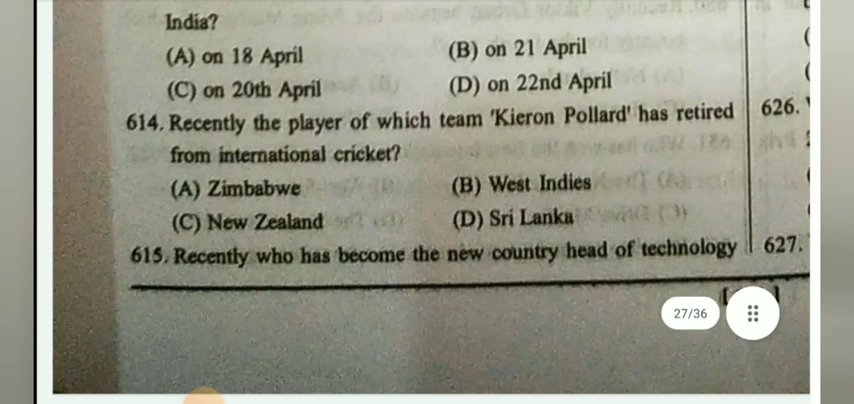 India?
(A) on 18 April (B) on 21 April
(C) on 20th April (D) on 22nd April
614. Recently the player of which team 'Kieron Pollard' has retired
from international cricket?
(A) Zimbabwe (B) West Indies
(C) New Zealand (D) Sri Lanka
615. Recently who has become the new country head of technology
626.
627.
27/36